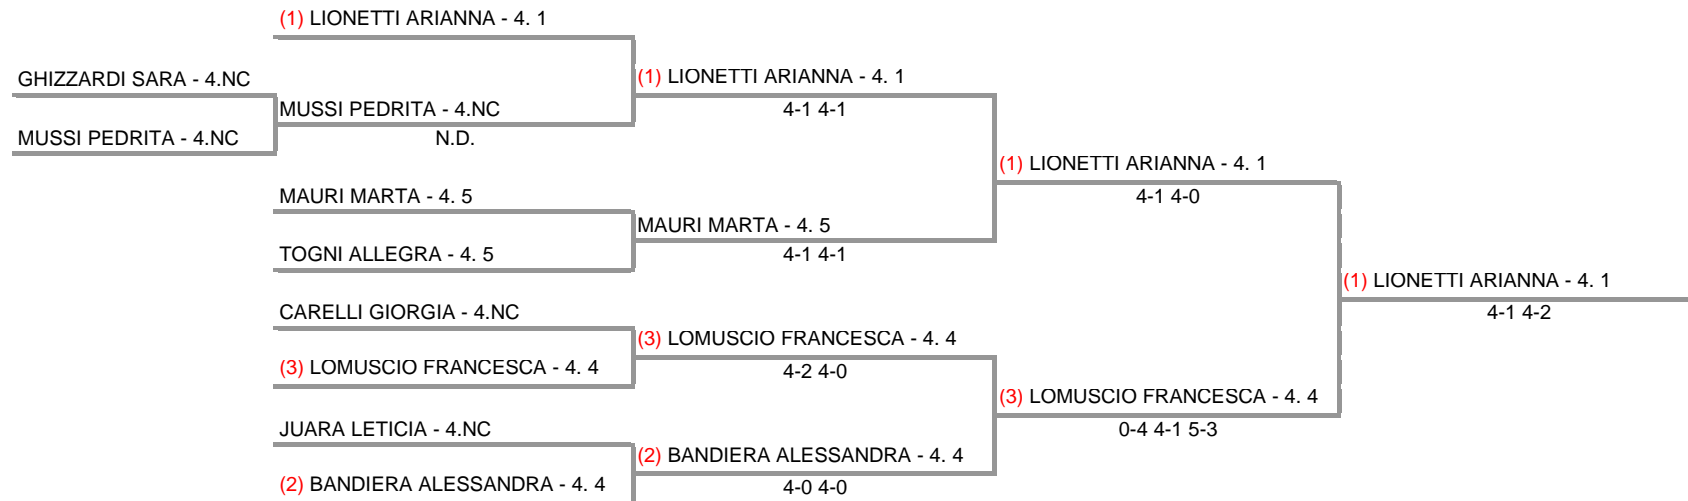 (1) LIONETTI ARIANNA - 4. 1
GHIZZARDI SARA - 4.NC
(1) LIONETTI ARIANNA - 4. 1
MUSSI PEDRITA - 4.NC
4-1 4-1
MUSSI PEDRITA - 4.NC
N.D.
(1) LIONETTI ARIANNA - 4. 1
MAURI MARTA - 4. 5
4-1 4-0
MAURI MARTA - 4. 5
TOGNI ALLEGRA - 4. 5
4-1 4-1
(1) LIONETTI ARIANNA - 4. 1
CARELLI GIORGIA - 4.NC
4-1 4-2
(3) LOMUSCIO FRANCESCA - 4. 4
(3) LOMUSCIO FRANCESCA - 4. 4
4-2 4-0
(3) LOMUSCIO FRANCESCA - 4. 4
JUARA LETICIA - 4.NC
0-4 4-1 5-3
(2) BANDIERA ALESSANDRA - 4. 4
(2) BANDIERA ALESSANDRA - 4. 4
4-0 4-0